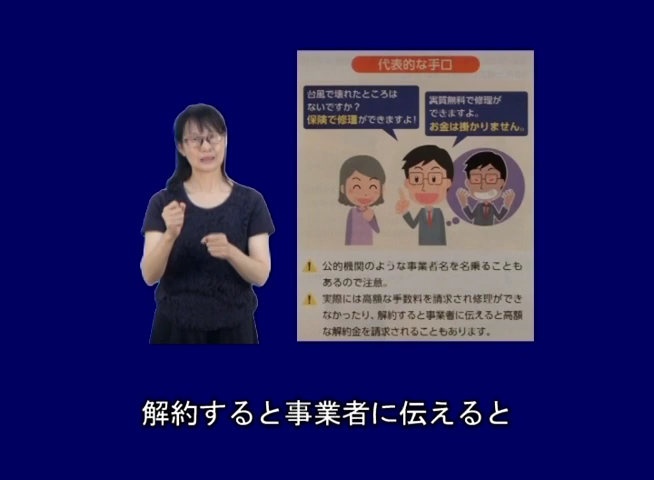 代表的な手口
台風で壊れたところは
ないですか?
保険で修理ができますよ!
実質無料で修理が
できますよ。
お金は掛かりません。
公的機関のような事業者名を名乗ることも
あるので注意。
実際には高額な手数料を請求され修理ができ
なかったり、解約すると事業者に伝えると高額
な解約金を請求されることもあります。
解約すると事業者に伝えると